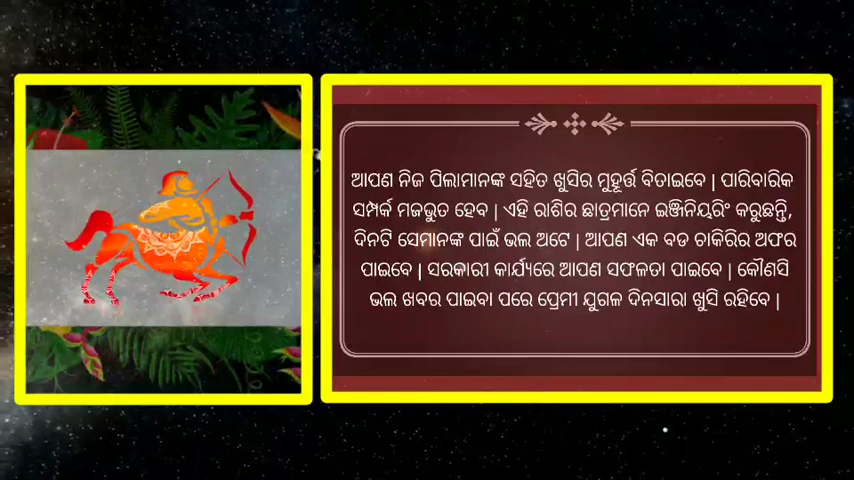 ଆପଣ ନିଜ ପିଲାମାନଙ୍କ ସହିତ ଖୁସିର ମୁହୂର୍ତ୍ତ ବିତାଇବେ | ପାରିବାରିକ
ସମ୍ପର୍କ ମଜଭୁତ ହେବ | ଏହି ରାଶିର ଛାତ୍ରମାନେ ଇଞ୍ଜିନିୟରିଂ କରୁଛନ୍ତି,
ଦିନଟି ସେମାନଙ୍କ ପାଇଁ ଭଲ ଅଟେ | ଆପଣ ଏକ ବଡ ଚାକିରିର ଅଫର
ପାଇବେ | ସରକାରୀ କାର୍ଯ୍ୟରେ ଆପଣ ସଫଳତା ପାଇବେ | କୌଣସି
ଭଲ ଖବର ପାଇବା ପରେ ପ୍ରେମୀ ଯୁଗଳ ଦିନସାରା ଖୁସି ରହିବେ |